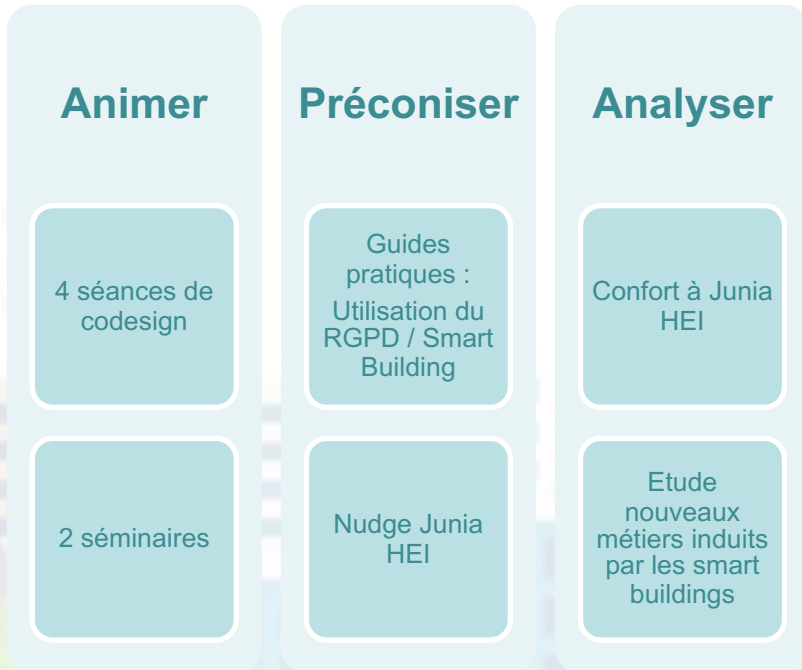 Animer
4 séances de
codesign
2 séminaires
Préconiser
Guides
pratiques :
Utilisation du
RGPD / Smart
Building
Nudge Junia
HEI
Analyser
Confort à Junia
HEI
Etude
nouveaux
métiers induits
par les smart
buildings